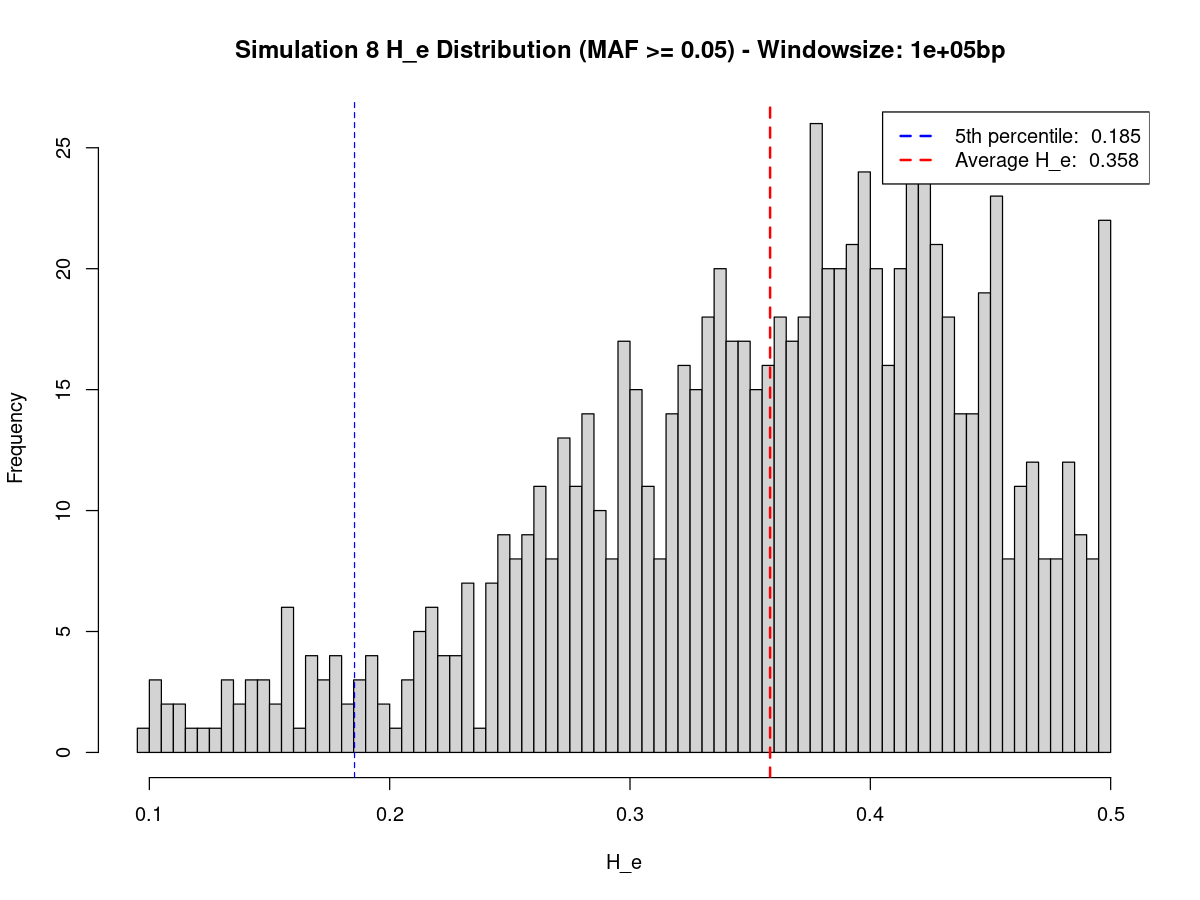 Simulation 8 H_e Distribution (MAF >= 0.05) - Windowsize: 1e+05bp
5th percentile:  0.185
Average H_e:  0.358
25
20
15
10
5
0
Frequency
0.1 0.2 0.3 0.4 0.5
H_e